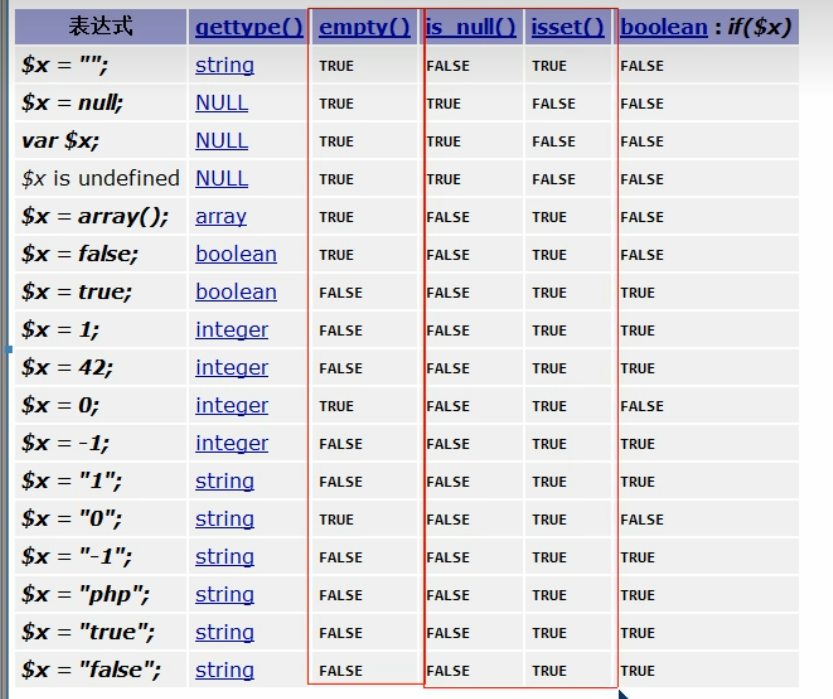 表达式 gettype() empty() is_null() isset() boolean : if($x)
$x = ""; string TRUE FALSE TRUE FALSE
$x = null; NULL TRUE TRUE FALSE FALSE
var $x; NULL TRUE TRUE FALSE FALSE
$x is undefined NULL TRUE TRUE FALSE FALSE
$x = array(); array TRUE FALSE TRUE FALSE
$x = false; boolean TRUE FALSE TRUE FALSE
$x = true; boolean FALSE FALSE TRUE TRUE
$x = 1; integer FALSE FALSE TRUE TRUE
$x = 42; integer FALSE FALSE TRUE TRUE
$x = 0; integer TRUE FALSE TRUE FALSE
$x = -1; integer FALSE FALSE TRUE TRUE
$x = "1"; string FALSE FALSE TRUE TRUE
$x = "0"; string TRUE FALSE TRUE FALSE
$x = "-1"; string FALSE FALSE TRUE TRUE
$x = "php"; string FALSE FALSE TRUE TRUE
$x = "true"; string FALSE FALSE TRUE TRUE
$x = "false"; string FALSE FALSE TRUE TRUE